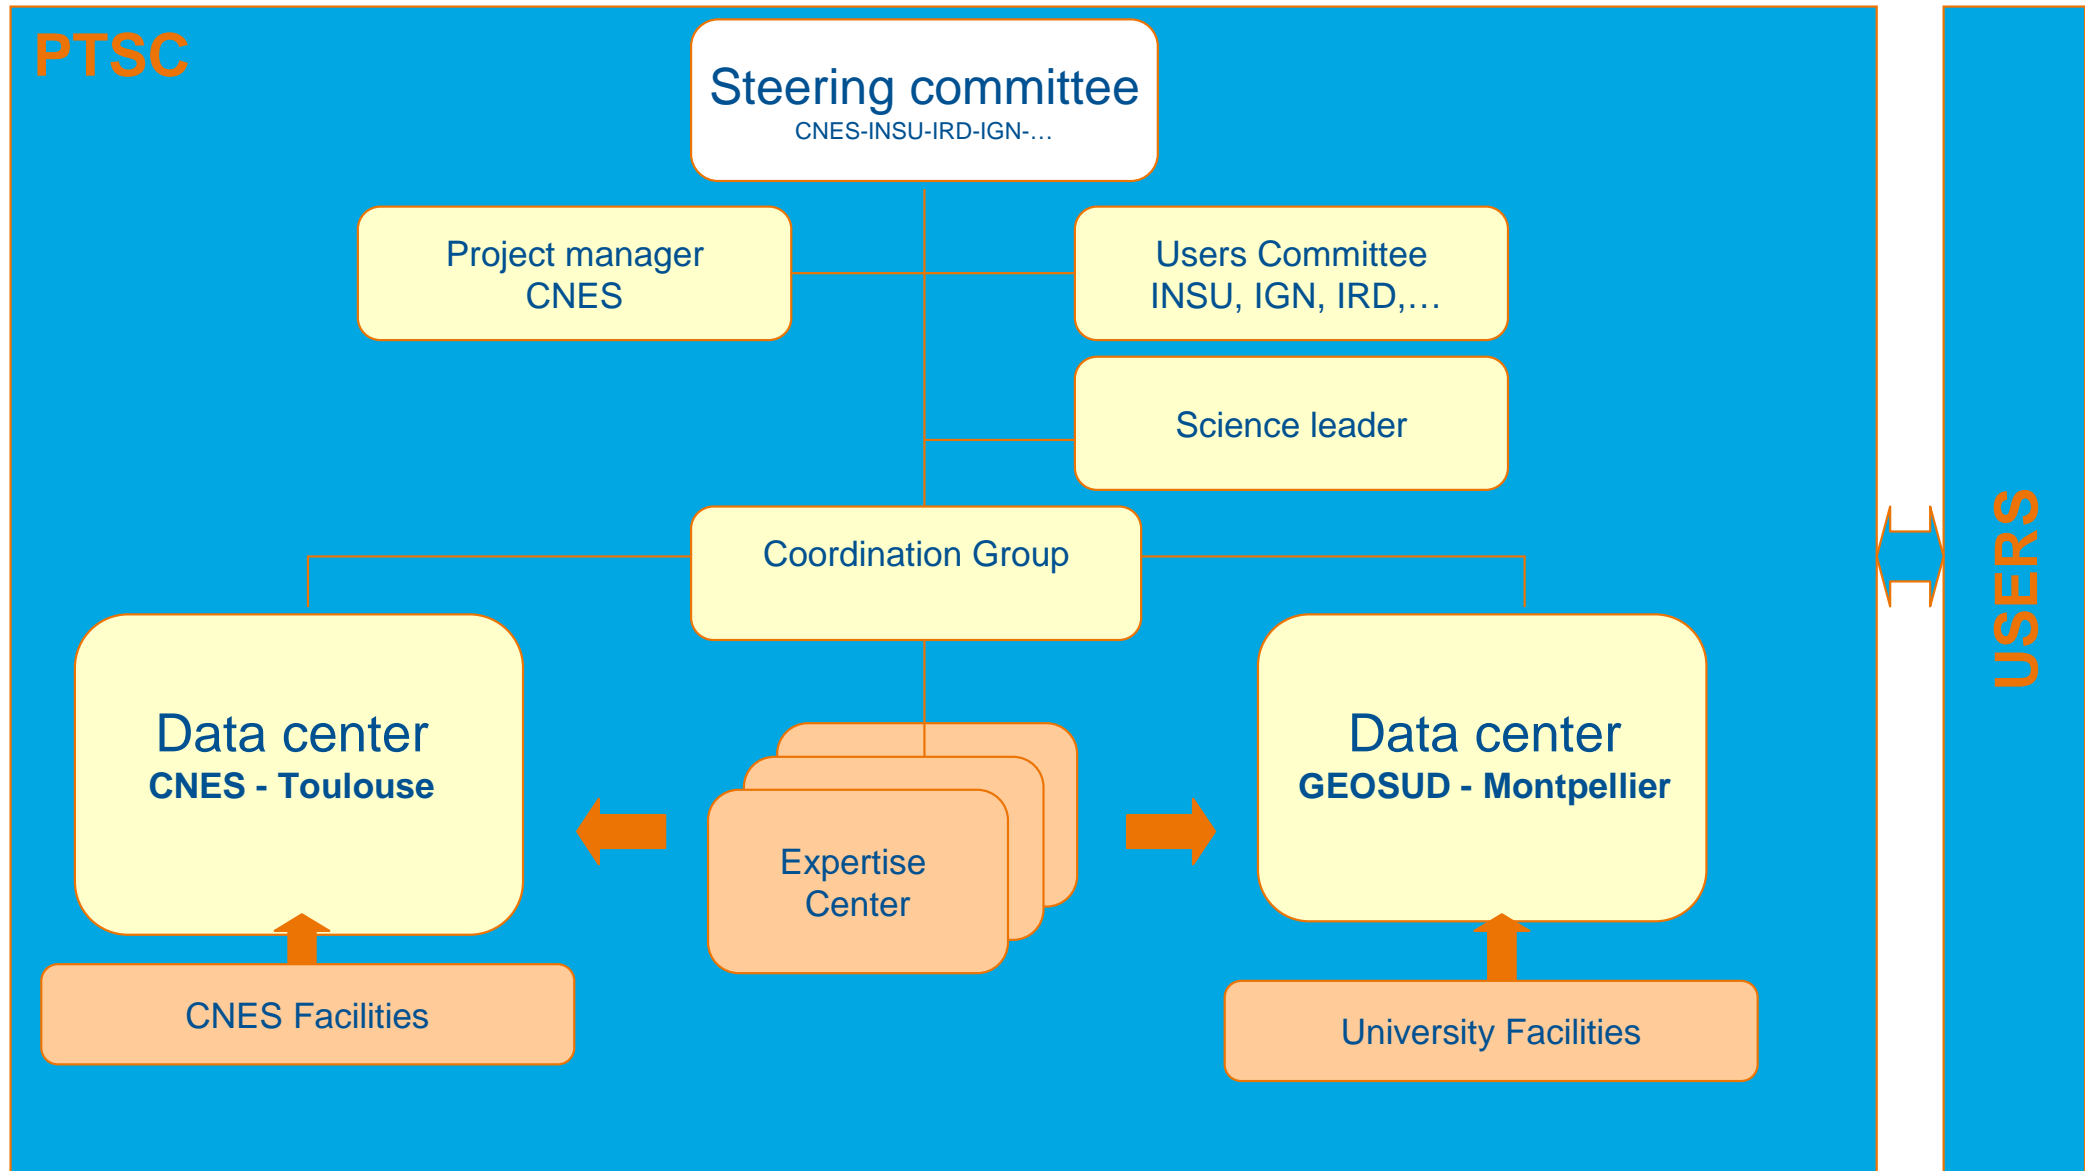 PTSC
Steering committee
CNES-INSU-IRD-IGN-…
Project manager
CNES
Users Committee
INSU, IGN, IRD,…
Science leader
Coordination Group
Data center
CNES - Toulouse
Expertise
Center
Data center
GEOSUD - Montpellier
CNES Facilities
University Facilities
USERS